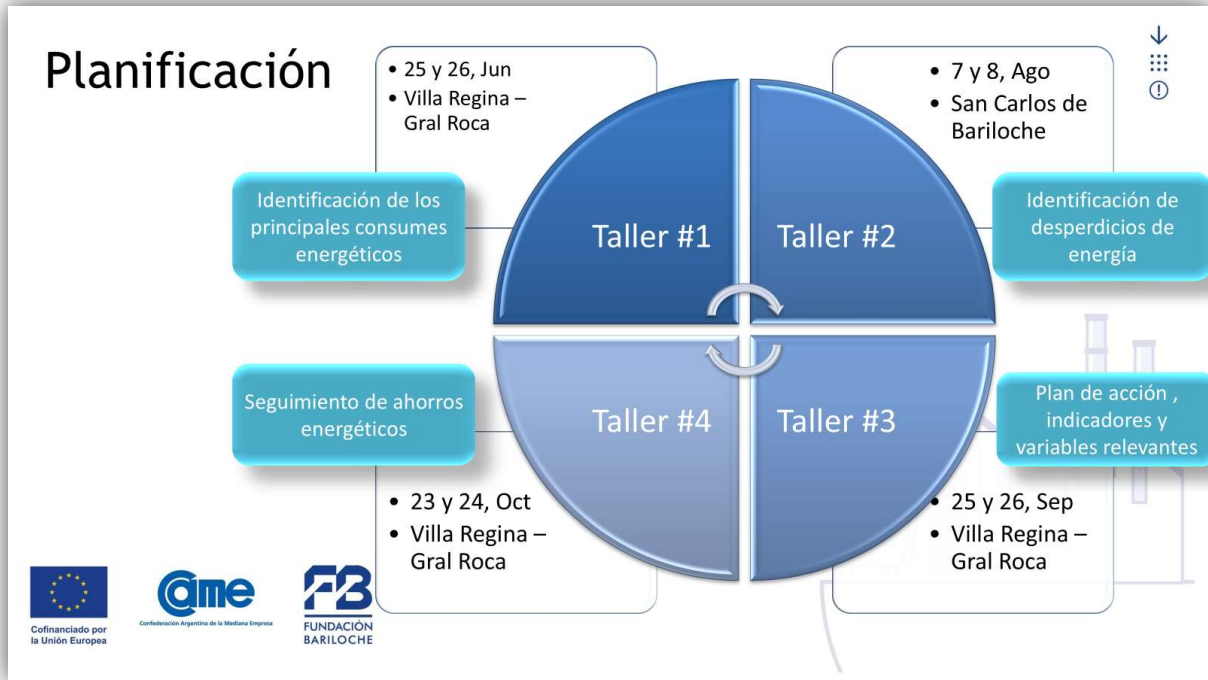 Planificación
• 25 y 26, Jun
• Villa Regina –
Gral Roca
• 7 y 8, Ago
• San Carlos de
Bariloche
Identificación de los
principales consumes
energéticos
Taller #1
Taller #2
Identificación de
desperdicios de
energía
Seguimiento de ahorros
energéticos
Taller #4
Taller #3
Plan de acción ,
indicadores y
variables relevantes
• 23 y 24, Oct
• Villa Regina –
Gral Roca
• 25 y 26, Sep
• Villa Regina –
Gral Roca
Cofinanciado por
la Unión Europea
came
Confederación Argentina de la Mediana Empresa
FB
FUNDACIÓN
BARILOCHE